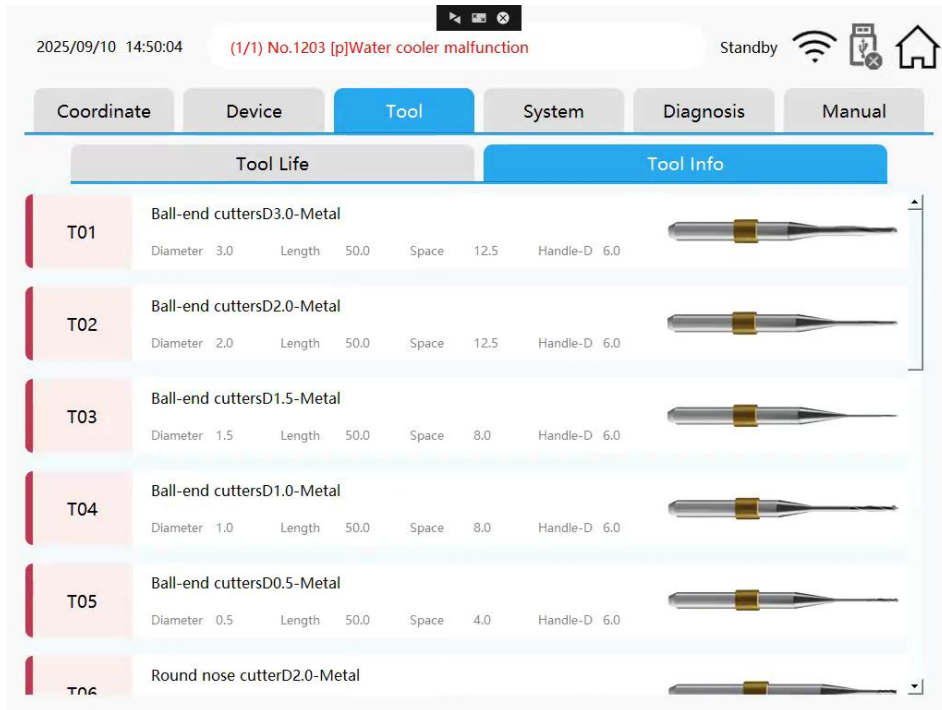 2025/09/10 14:50:04 (1/1) No.1203 [p]Water cooler malfunction Standby
Coordinate Device Tool System Diagnosis Manual
Tool Life Tool Info
T01
Ball-end cuttersD3.0-Metal
Diameter 3.0 Length 50.0 Space 12.5 Handle-D 6.0
T02
Ball-end cuttersD2.0-Metal
Diameter 2.0 Length 50.0 Space 12.5 Handle-D 6.0
T03
Ball-end cuttersD1.5-Metal
Diameter 1.5 Length 50.0 Space 8.0 Handle-D 6.0
T04
Ball-end cuttersD1.0-Metal
Diameter 1.0 Length 50.0 Space 8.0 Handle-D 6.0
T05
Ball-end cuttersD0.5-Metal
Diameter 0.5 Length 50.0 Space 4.0 Handle-D 6.0
T06
Round nose cutterD2.0-Metal